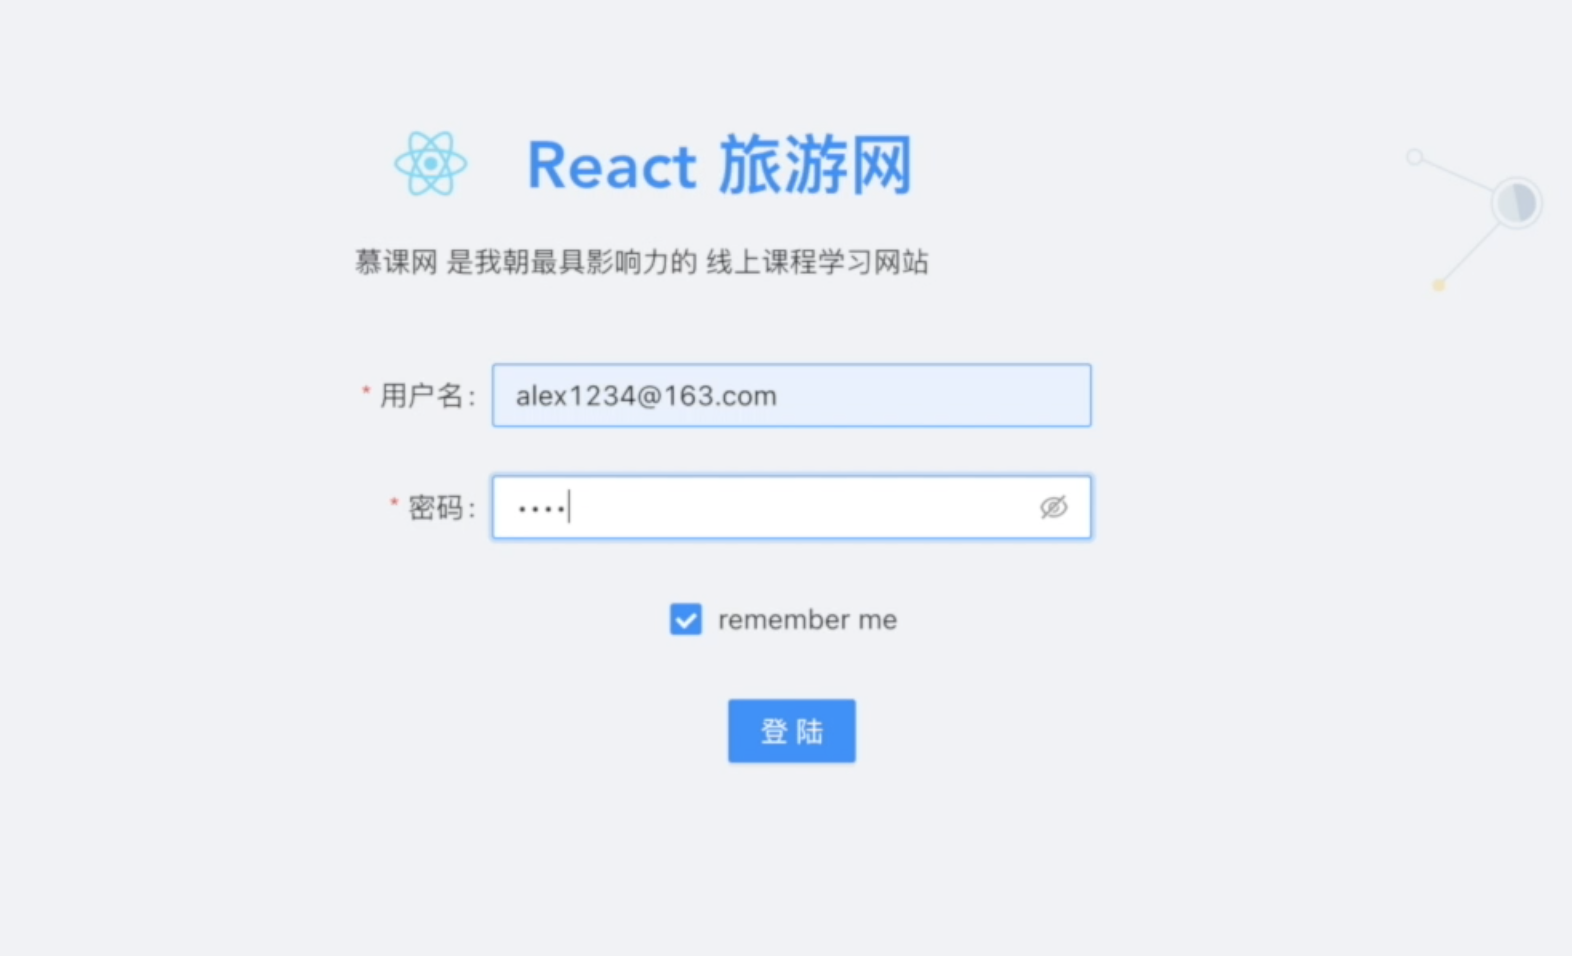 React 旅游网
慕课网 是我朝最具影响力的 线上课程学习网站
* 用户名:
alex1234@163.com
* 密码:
••••
remember me
登 陆